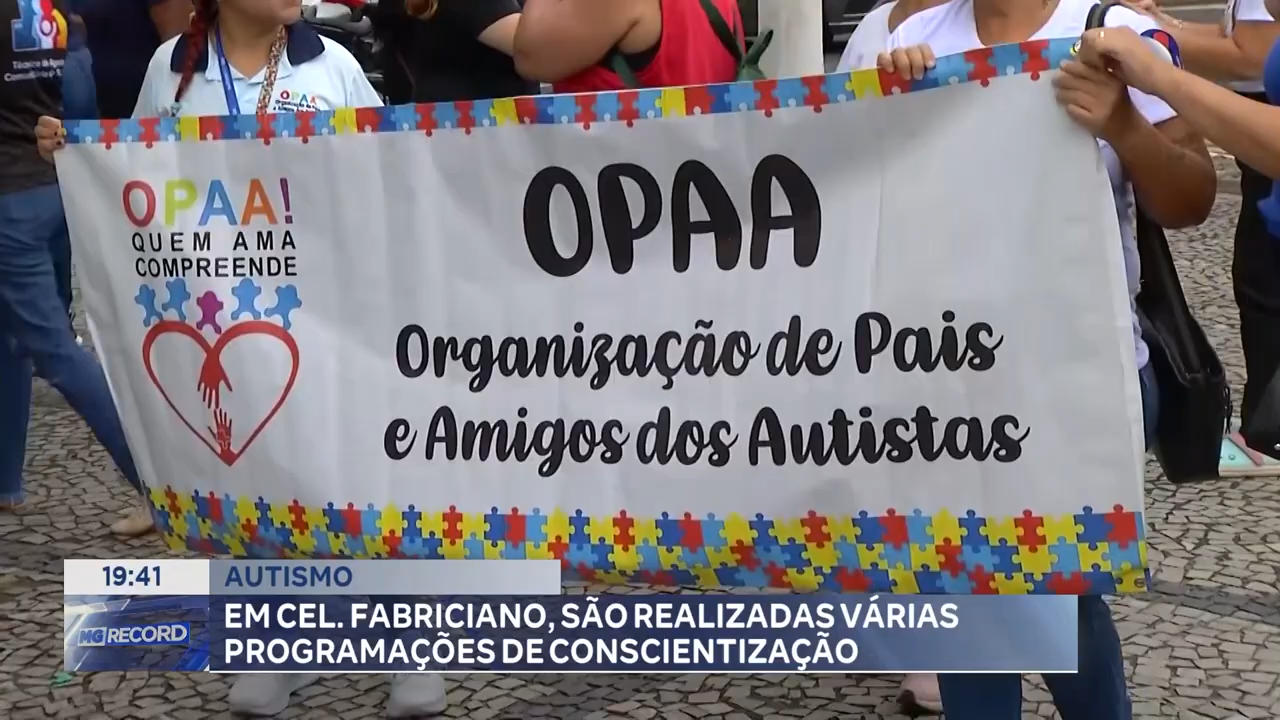 OPAA
OPAA!
QUEM AMA
COMPREENDE
OPAA
Organização de Pais
e Amigos dos Autistas
19:41
AUTISMO
MG RECORD
EM CEL. FABRICIANO, SÃO REALIZADAS VÁRIAS
PROGRAMAÇÕES DE CONSCIENTIZAÇÃO